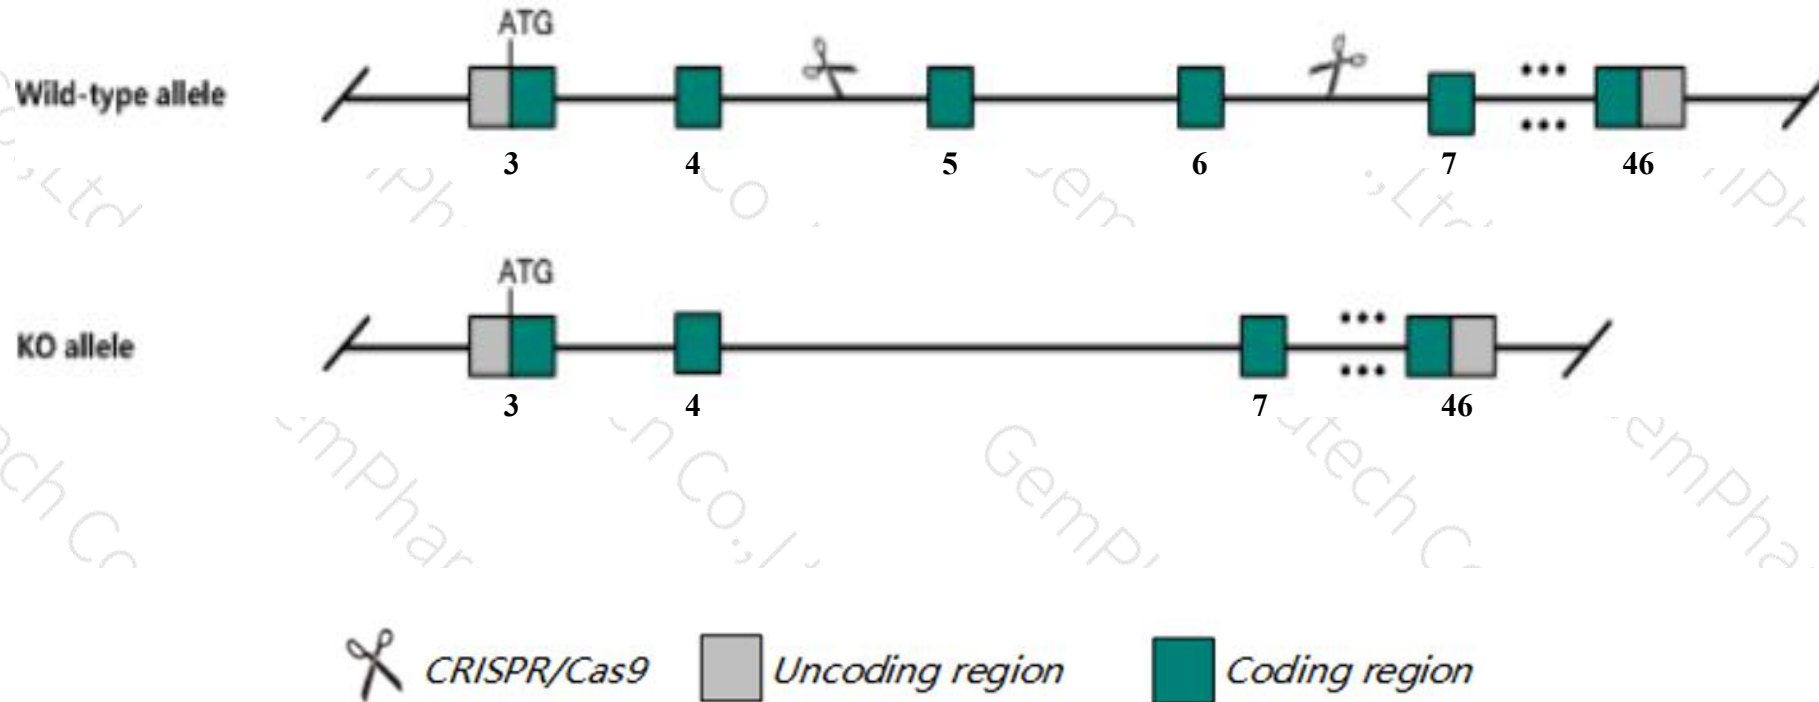 ATG
Wild-type allele
3 4 5 6 7 46
ATG
KO allele
3 4 7 46
CRISPR/Cas9 Uncoding region Coding region